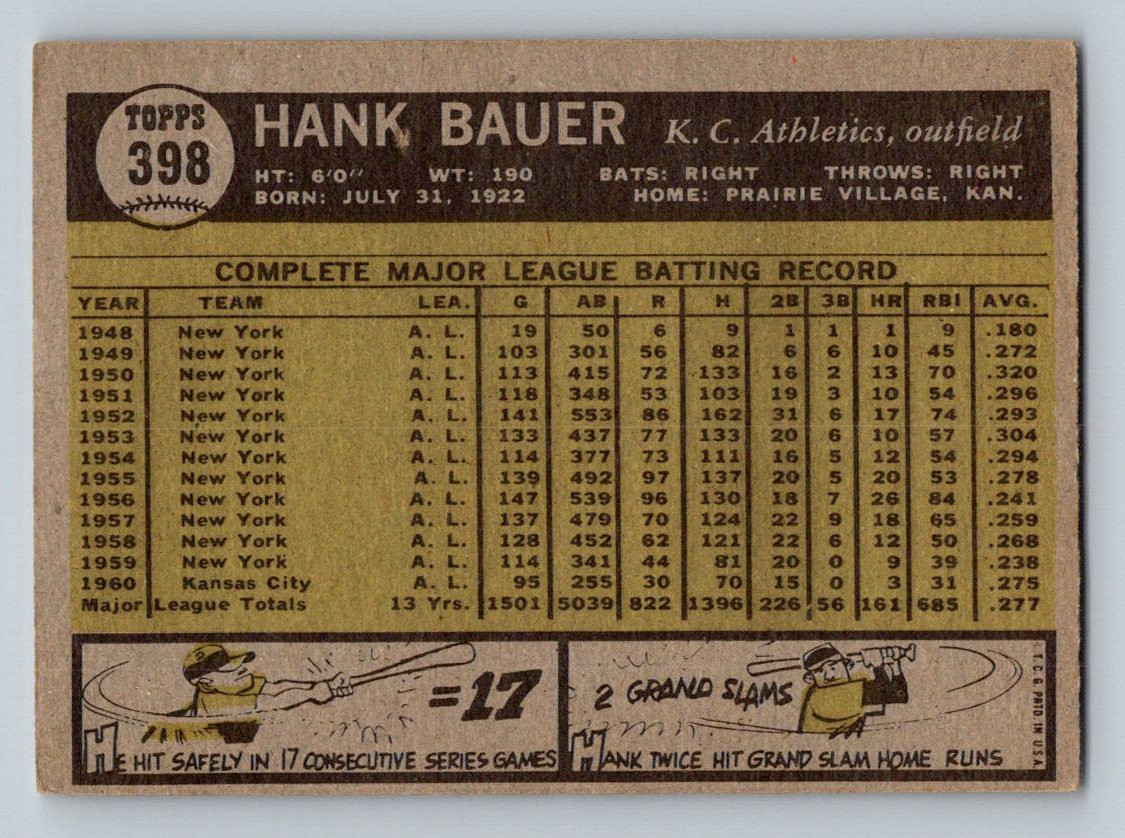 TOPPS
398
HANK BAUER K. C. Athletics, outfield
HT: 6'0" WT: 190 BATS: RIGHT THROWS: RIGHT
BORN: JULY 31, 1922 HOME: PRAIRIE VILLAGE, KAN.
COMPLETE MAJOR LEAGUE BATTING RECORD
YEAR TEAM LEA. G AB R H 2B 3B HR RBI AVG.
1948 New York A. L. 19 50 6 9 1 1 1 9 .180
1949 New York A. L. 103 301 56 82 6 6 10 45 .272
1950 New York A. L. 113 415 72 133 16 2 13 70 .320
1951 New York A. L. 118 348 53 103 19 3 10 54 .296
1952 New York A. L. 141 553 86 162 31 6 17 74 .293
1953 New York A. L. 133 437 77 133 20 6 10 57 .304
1954 New York A. L. 114 377 73 111 16 5 12 54 .294
1955 New York A. L. 139 492 97 137 20 5 20 53 .278
1956 New York A. L. 147 539 96 130 18 7 26 84 .241
1957 New York A. L. 137 479 70 124 22 9 18 65 .259
1958 New York A. L. 128 452 62 121 22 6 12 50 .268
1959 New York A. L. 114 341 44 81 20 0 9 39 .238
1960 Kansas City A. L. 95 255 30 70 15 0 3 31 .275
Major League Totals 13 Yrs. 1501 5039 822 1396 226 56 161 685 .277
=17
HE HIT SAFELY IN 17 CONSECUTIVE SERIES GAMES
2 GRAND SLAMS
HANK TWICE HIT GRAND SLAM HOME RUNS
T.C.G. PRTD. IN U.S.A.